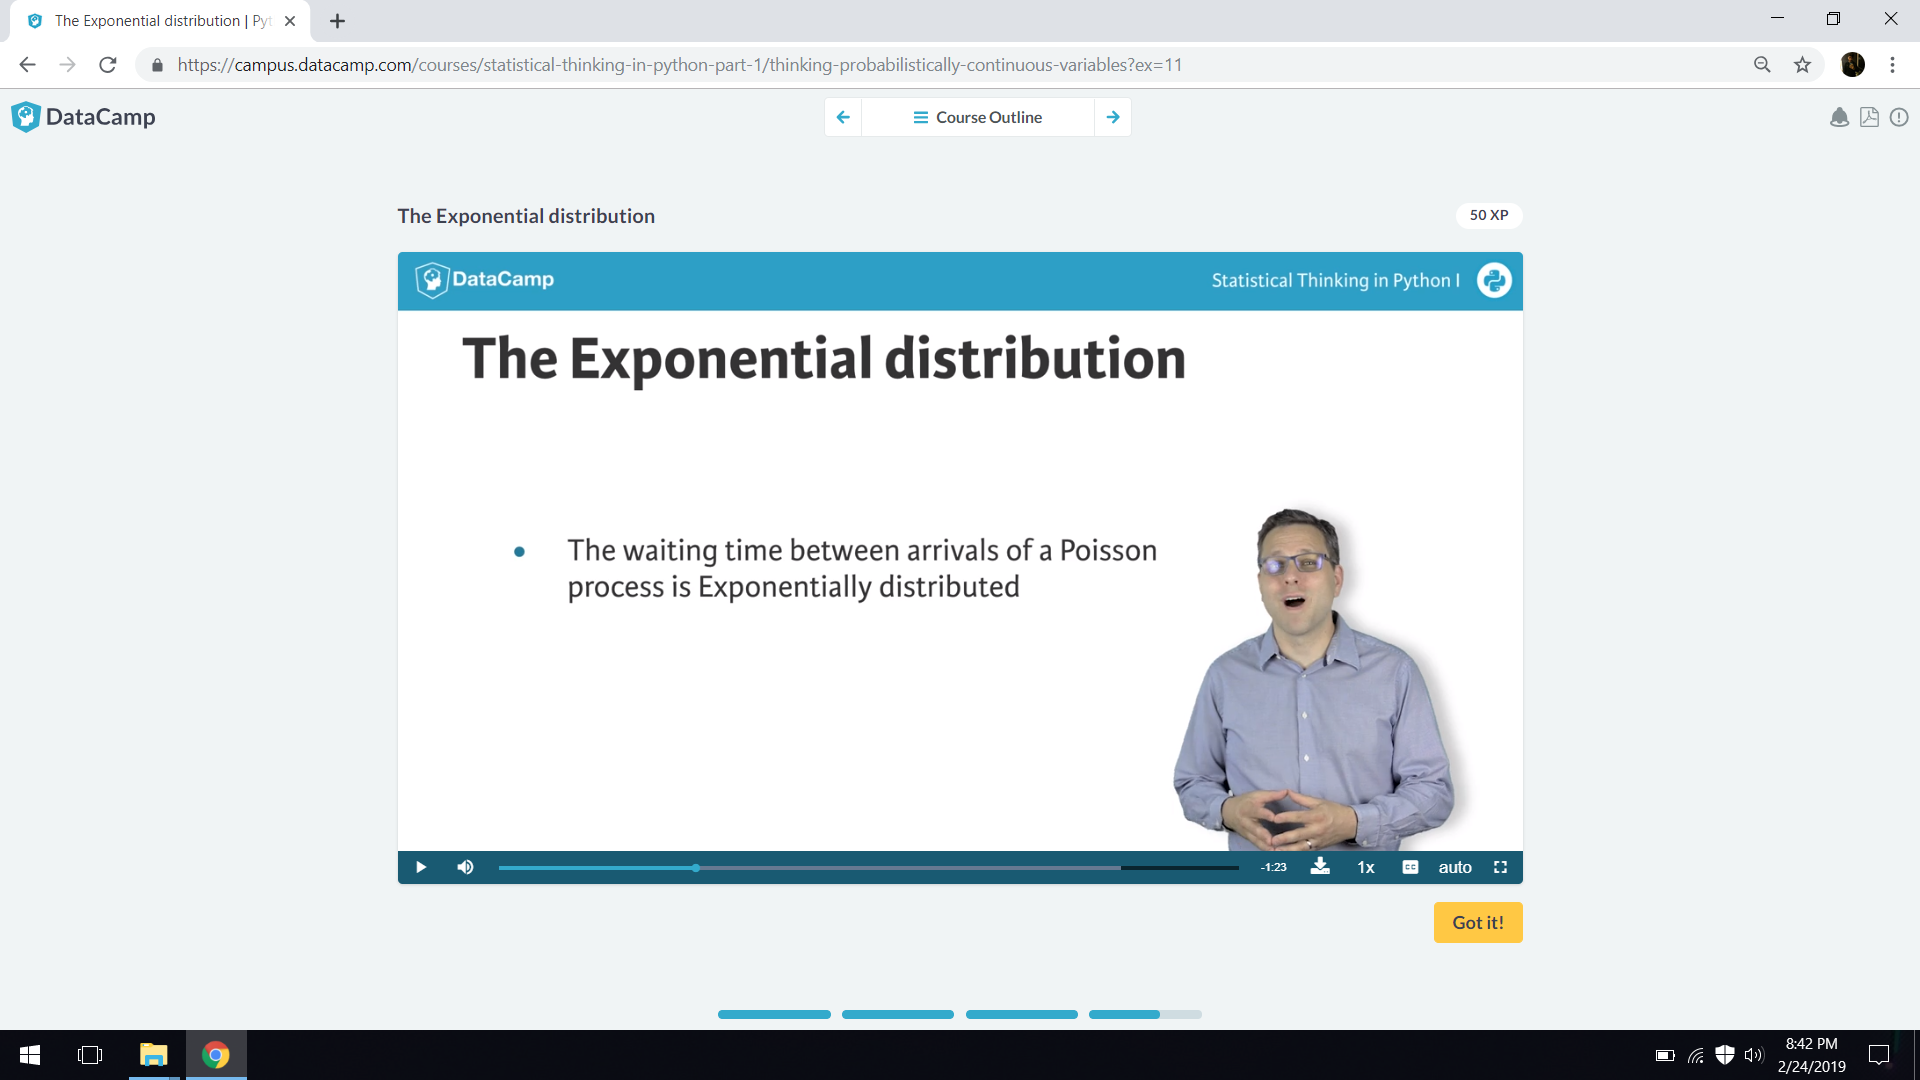 The Exponential distribution | Pyt
https://campus.datacamp.com/courses/statistical-thinking-in-python-part-1/thinking-probabilistically-continuous-variables?ex=11
DataCamp
Course Outline
The Exponential distribution
50 XP
DataCamp
Statistical Thinking in Python I
The Exponential distribution
• The waiting time between arrivals of a Poisson
process is Exponentially distributed
-1:23
1x
CC
auto
Got it!
8:42 PM
2/24/2019